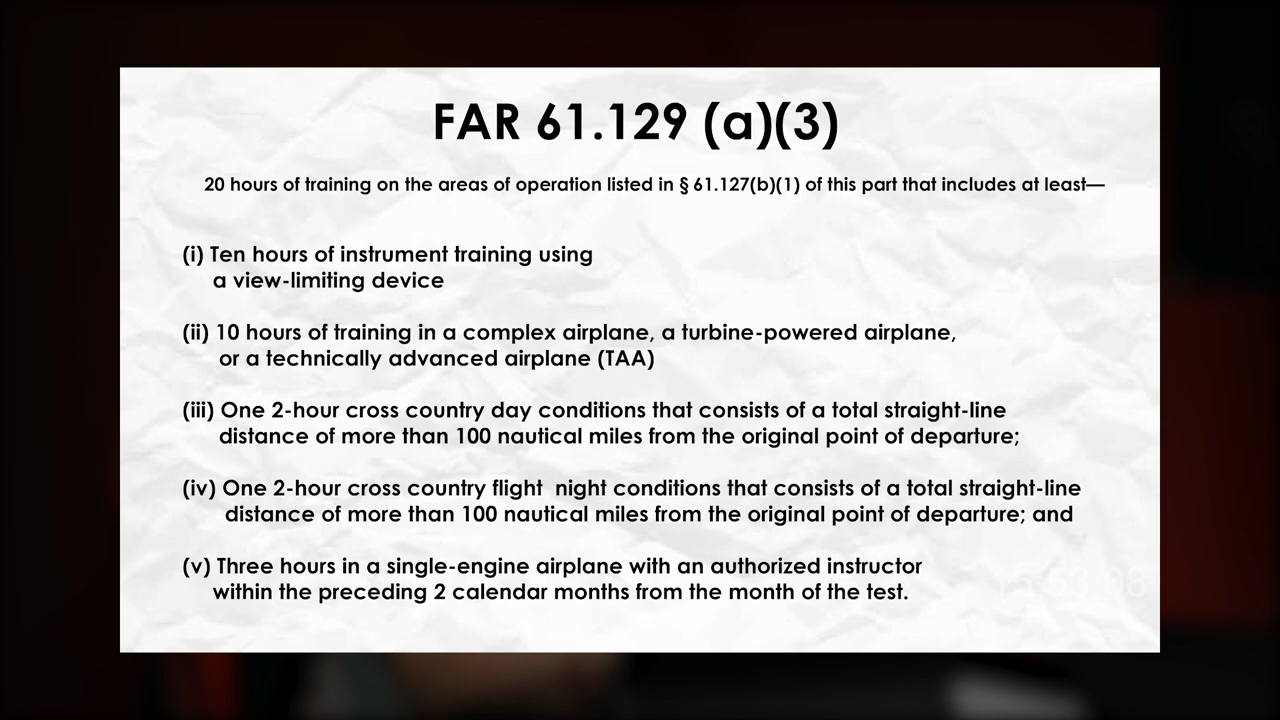 FAR 61.129 (a)(3)
20 hours of training on the areas of operation listed in § 61.127(b)(1) of this part that includes at least—
(i) Ten hours of instrument training using
a view-limiting device
(ii) 10 hours of training in a complex airplane, a turbine-powered airplane,
or a technically advanced airplane (TAA)
(iii) One 2-hour cross country day conditions that consists of a total straight-line
distance of more than 100 nautical miles from the original point of departure;
(iv) One 2-hour cross country flight  night conditions that consists of a total straight-line
distance of more than 100 nautical miles from the original point of departure; and
(v) Three hours in a single-engine airplane with an authorized instructor
within the preceding 2 calendar months from the month of the test.